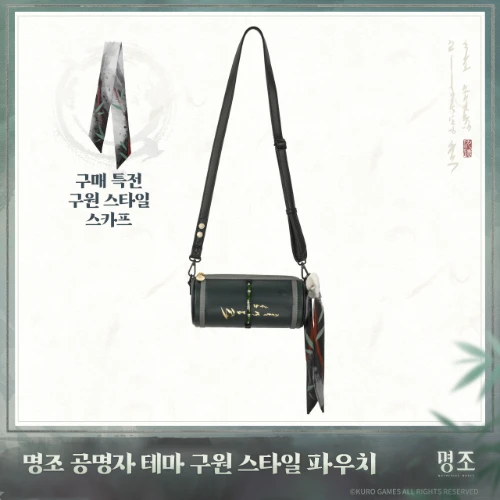 구매 특전
구원 스타일
스카프
명조 공명자 테마 구원 스타일 파우치
명조
WUTHERING WAVES
©KURO GAMES ALL RIGHTS RESERVED